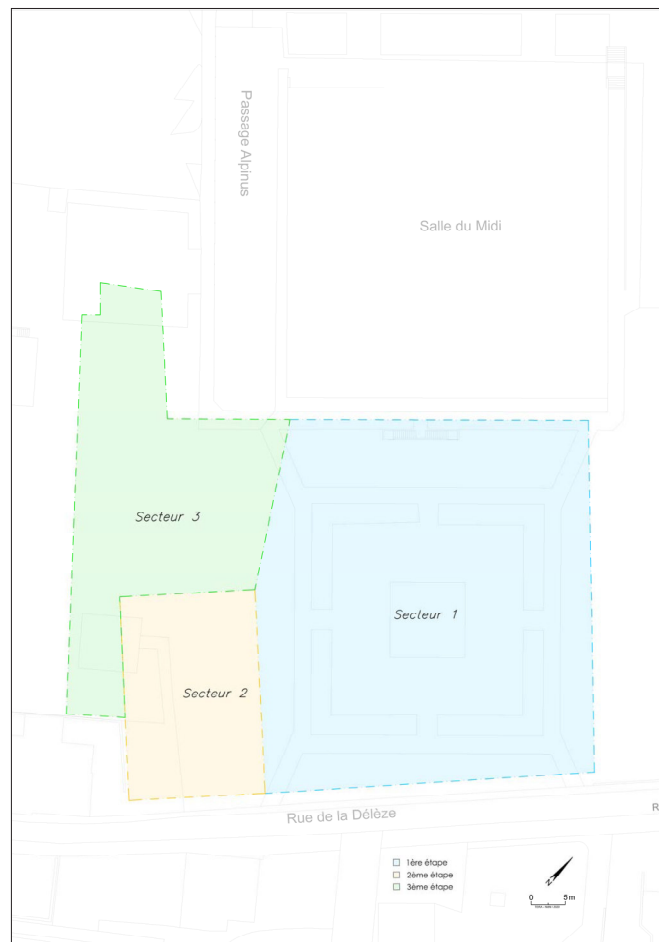 Passage Alpinus
Salle du Midi
Secteur 3
Secteur 1
Secteur 2
Rue de la Délèze
R
1ère étape
2ème étape
3ème étape
N
0 5m